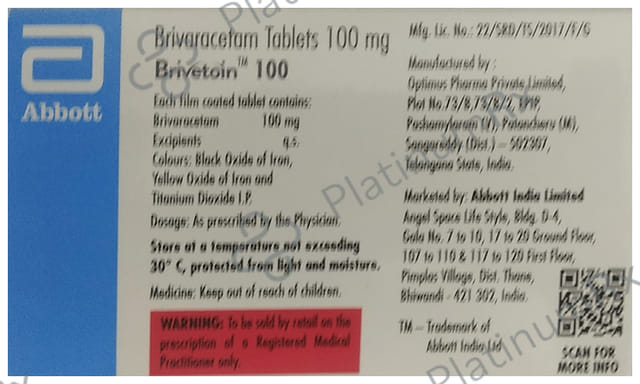 Abbott
Brivaracetam Tablets 100 mg
Brivetoin™ 100
Each film coated tablet contains:
Brivaracetam 100 mg
Excipients q.s.
Colours: Black Oxide of Iron,
Yellow Oxide of Iron and
Titanium Dioxide I.P.
Dosage: As prescribed by the Physician.
Store at a temperature not exceeding
30° C, protected from light and moisture.
Medicine: Keep out of reach of children.
WARNING: To be sold by retail on the
prescription of a Registered Medical
Practitioner only.
Mfg. Lic. No.: 22/SRD/TS/2017/F/G
Manufactured by :
Optimus Pharma Private Limited,
Plot No.73/B,73/B/2, EPIP,
Pashamylaram (V), Patancheru (M),
Sangareddy (Dist.) – 502307,
Telangana State, India.
Marketed by: Abbott India Limited
Angel Space Life Style, Bldg. D-4,
Gala No. 7 to 10, 17 to 20 Ground Floor,
107 to 110 & 117 to 120 First Floor,
Pimplas Village, Dist. Thane,
Bhiwandi - 421 302, India.
TM – Trademark of
Abbott India Ltd
SCAN FOR
MORE INFO
PlatinumRx